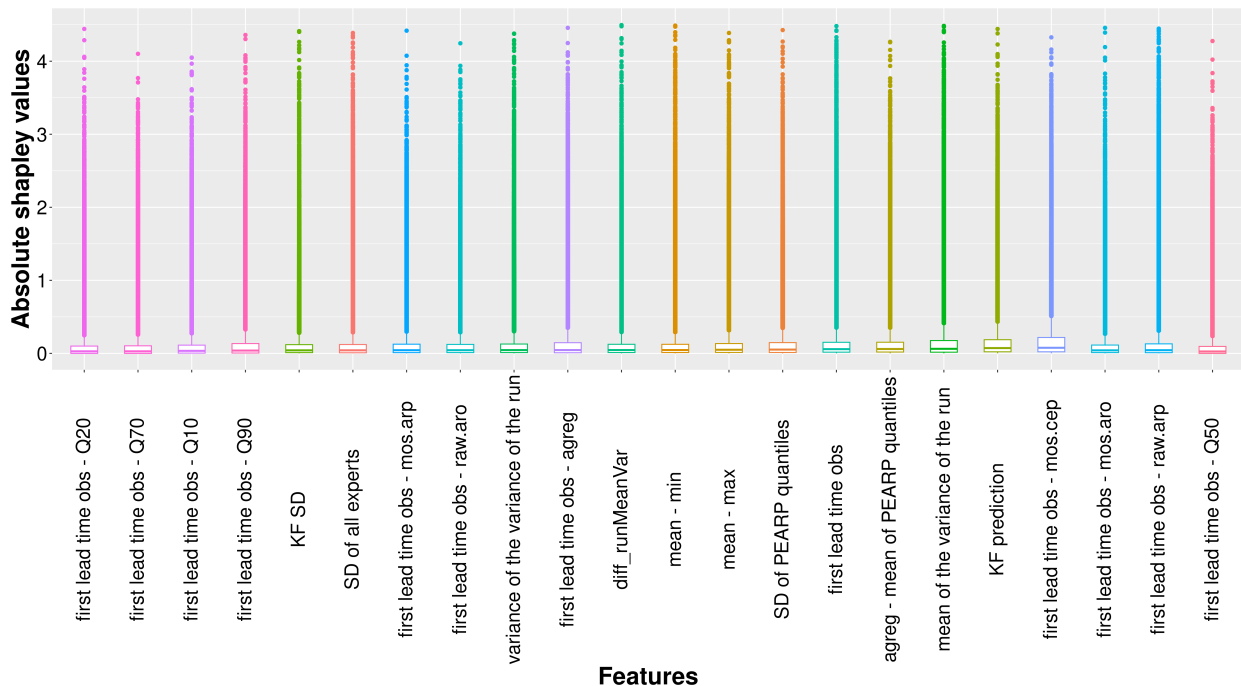 Absolute shapley values
4
3
2
1
0
first lead time obs - Q20
first lead time obs - Q70
first lead time obs - Q10
first lead time obs - Q90
KF SD
SD of all experts
first lead time obs - mos.arp
first lead time obs - raw.aro
variance of the variance of the run
first lead time obs - agreg
diff_runMeanVar
mean - min
mean - max
SD of PEARP quantiles
first lead time obs
agreg - mean of PEARP quantiles
mean of the variance of the run
KF prediction
first lead time obs - mos.cep
first lead time obs - mos.aro
first lead time obs - raw.arp
first lead time obs - Q50
Features